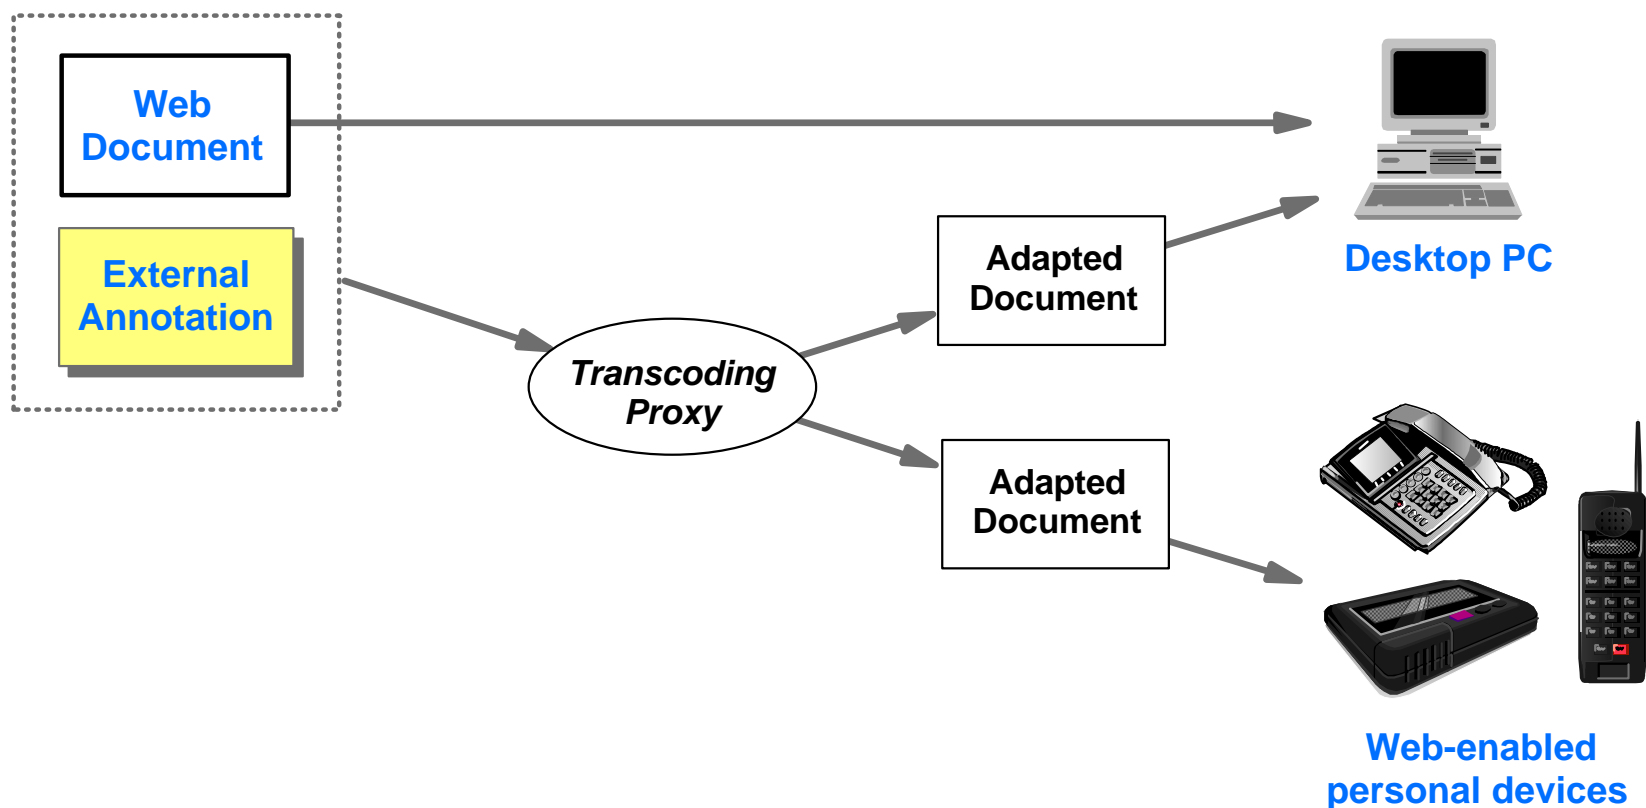 Web
Document
External
Annotation
Transcoding
Proxy
Adapted
Document
Adapted
Document
Desktop PC
Web-enabled
personal devices